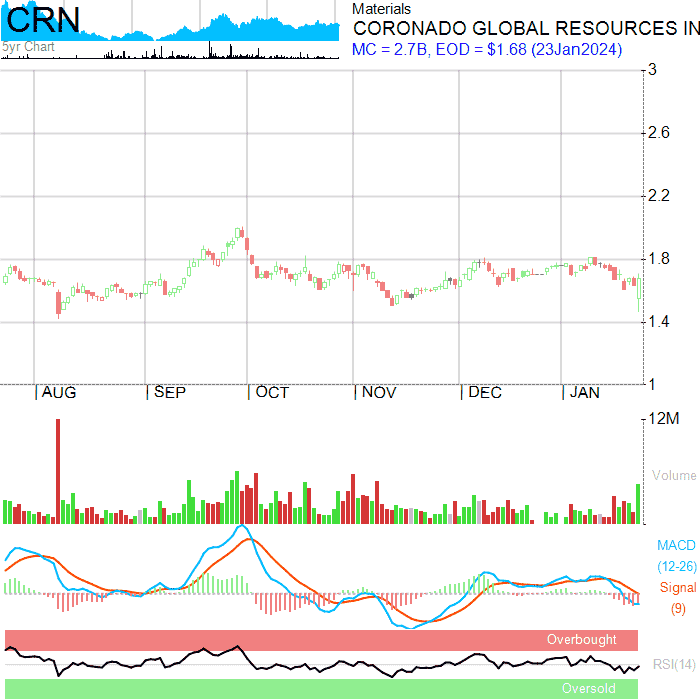 CRN
5yr Chart
Materials
CORONADO GLOBAL RESOURCES IN
MC = 2.7B, EOD = $1.68 (23Jan2024)
3
2.6
2.2
1.8
1.4
1
| AUG | SEP | OCT | NOV | DEC | JAN
12M
Volume
MACD
(12-26)
Signal
(9)
Overbought
RSI(14)
Oversold